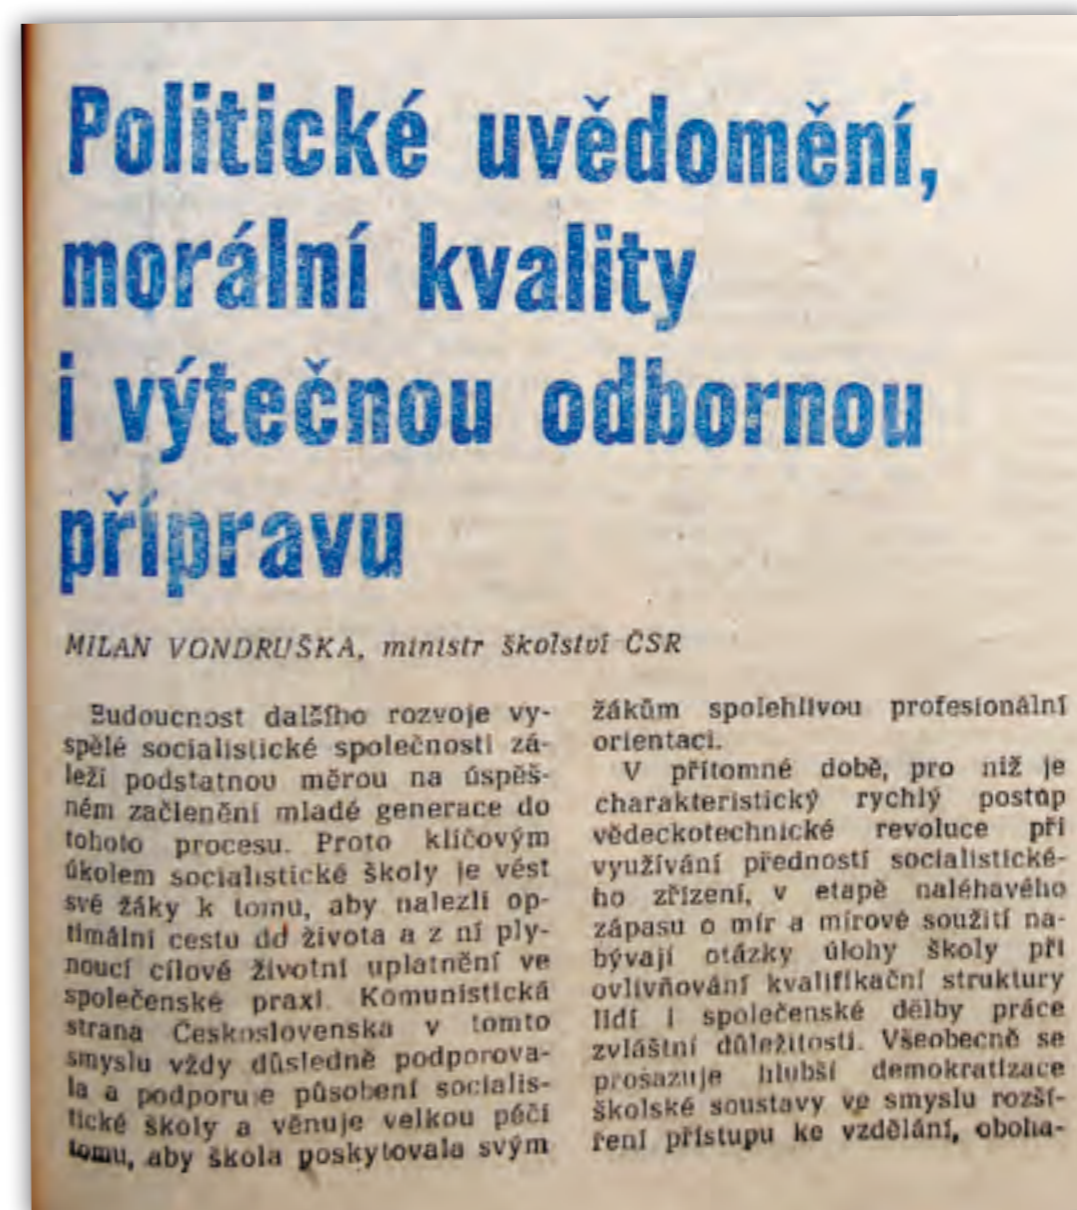 Politické uvědomění,
morální kvality
i výtečnou odbornou
přípravu
MILAN VONDRUŠKA, ministr školství ČSR
Budoucnost dalšího rozvoje vy-
spělé socialistické společnosti zá-
leží podstatnou měrou na úspěš-
ném začlenění mladé generace do
tohoto procesu. Proto klíčovým
úkolem socialistické školy je vést
své žáky k tomu, aby nalezli op-
timální cestu dd života a z ní ply-
noucí cílové životní uplatnění ve
společenské praxi. Komunistická
strana Československa v tomto
smyslu vždy důsledně podporova-
la a podporuje působení socialis-
tické školy a věnuje velkou péči
tomu, aby škola poskytovala svým
žákům spolehlivou profesionální
orientaci.
V přítomné době, pro niž je
charakteristický rychlý postup
vědeckotechnické revoluce při
využívání předností socialistické-
ho zřízení, v etapě naléhavého
zápasu o mír a mírové soužití na-
bývají otázky úlohy školy při
ovlivňování kvalifikační struktury
lidí i společenské dělby práce
zvláštní důležitosti. Všeobecně se
prosazuje hlubší demokratizace
školské soustavy ve smyslu rozší-
ření přístupu ke vzdělání, oboha-